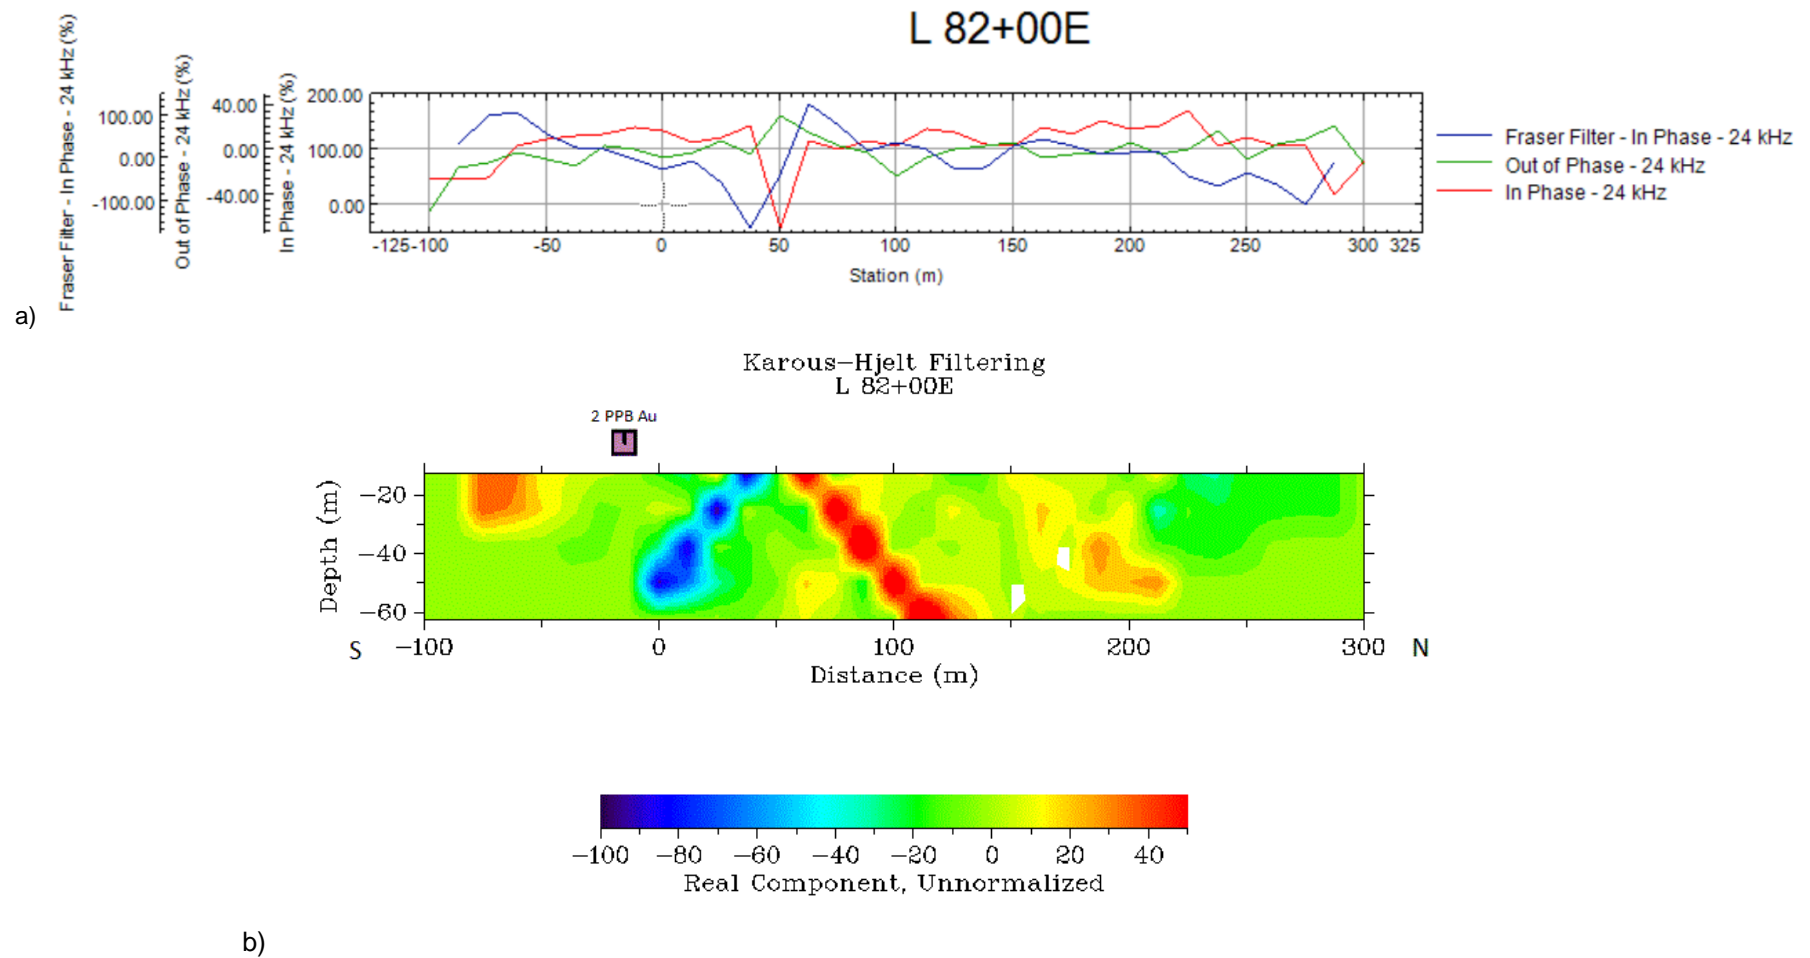 L 82+00E
Fraser Filter - In Phase - 24 kHz (%)
100.00
0.00
-100.00
Out of Phase - 24 kHz (%)
40.00
0.00
-40.00
In Phase - 24 kHz (%)
200.00
100.00
0.00
-125 -100 -50 0 50 100 150 200 250 300 325
Station (m)
Fraser Filter - In Phase - 24 kHz
Out of Phase - 24 kHz
In Phase - 24 kHz
a)
Karous-Hjelt Filtering
L 82+00E
2 PPB Au
Depth (m)
-20
-40
-60
S -100 0 100 200 300 N
Distance (m)
-100 -80 -60 -40 -20 0 20 40
Real Component, Unnormalized
b)